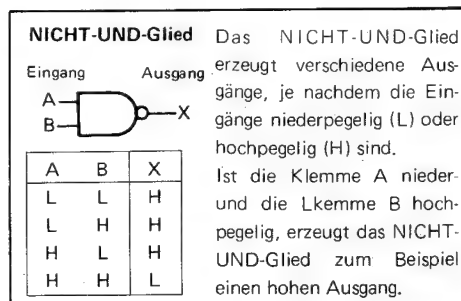 NICHT-UND-Glied
Eingang Ausgang
A
B
X
A B X
L L H
L H H
H L H
H H L
Das NICHT-UND-Glied
erzeugt verschiedene Aus-
gänge, je nachdem die Ein-
gänge niederpegelig (L) oder
hochpegelig (H) sind.
Ist die Klemme A nieder-
und die Lkemme B hoch-
pegelig, erzeugt das NICHT-
UND-Glied zum Beispiel
einen hohen Ausgang.